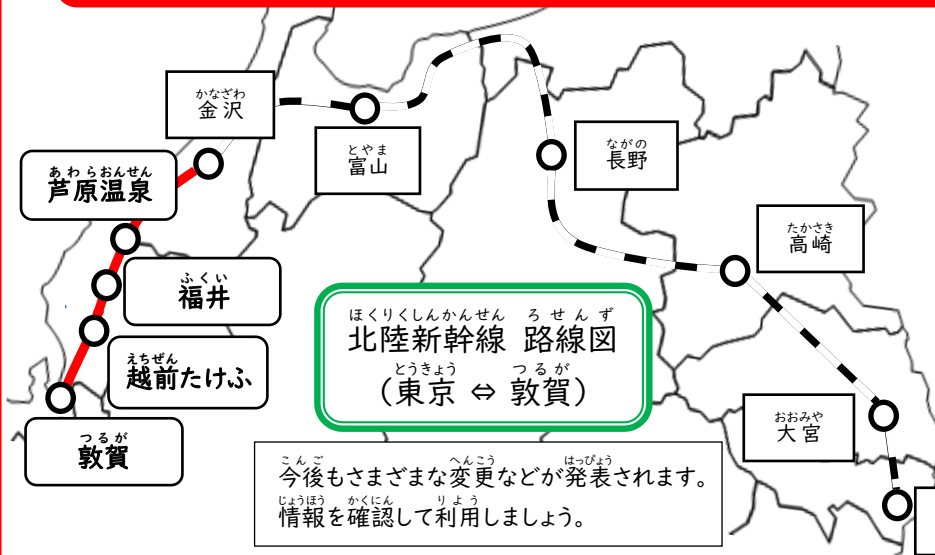 かなざわ
金沢
とやま
富山
ながの
長野
あわらおんせん
芦原温泉
たかさき
高崎
ふくい
福井
ほくりくしんかんせん ろせんず
北陸新幹線 路線図
とうきょう つるが
(東京 ⇔ 敦賀)
えちぜん
越前たけふ
おおみや
大宮
つるが
敦賀
こんご へんこう はっぴょう
今後もさまざまな変更などが発表されます。
じょうほう かくにん りよう
情報を確認して利用しましょう。